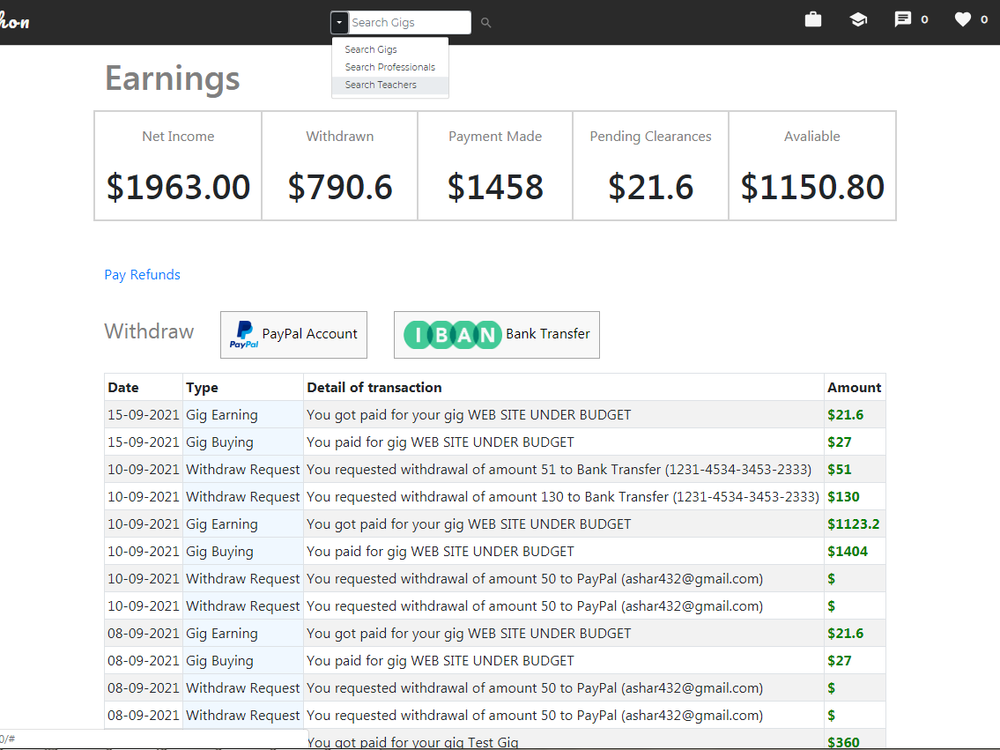 hon
Search Gigs
0
0
Search Gigs
Search Professionals
Search Teachers
Earnings
Net Income Withdrawn Payment Made Pending Clearances Avaliable
$1963.00 $790.6 $1458 $21.6 $1150.80
Pay Refunds
Withdraw PayPal PayPal Account IBAN Bank Transfer
Date Type Detail of transaction Amount
15-09-2021 Gig Earning You got paid for your gig WEB SITE UNDER BUDGET $21.6
15-09-2021 Gig Buying You paid for gig WEB SITE UNDER BUDGET $27
10-09-2021 Withdraw Request You requested withdrawal of amount 51 to Bank Transfer (1231-4534-3453-2333) $51
10-09-2021 Withdraw Request You requested withdrawal of amount 130 to Bank Transfer (1231-4534-3453-2333) $130
10-09-2021 Gig Earning You got paid for your gig WEB SITE UNDER BUDGET $1123.2
10-09-2021 Gig Buying You paid for gig WEB SITE UNDER BUDGET $1404
10-09-2021 Withdraw Request You requested withdrawal of amount 50 to PayPal (ashar432@gmail.com) $
10-09-2021 Withdraw Request You requested withdrawal of amount 50 to PayPal (ashar432@gmail.com) $
08-09-2021 Gig Earning You got paid for your gig WEB SITE UNDER BUDGET $21.6
08-09-2021 Gig Buying You paid for gig WEB SITE UNDER BUDGET $27
08-09-2021 Withdraw Request You requested withdrawal of amount 50 to PayPal (ashar432@gmail.com) $
08-09-2021 Withdraw Request You requested withdrawal of amount 50 to PayPal (ashar432@gmail.com) $
0/# You got paid for your gig Test Gig $360